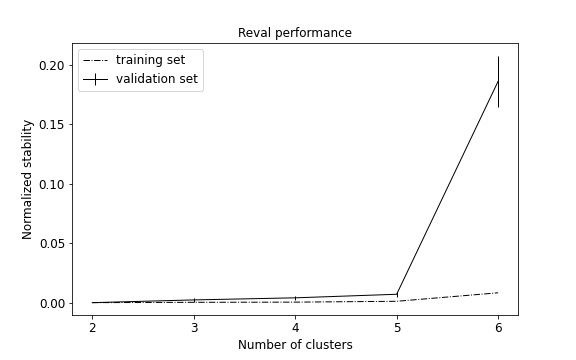 Reval performance
training set
validation set
Normalized stability
0.20
0.15
0.10
0.05
0.00
2 3 4 5 6
Number of clusters